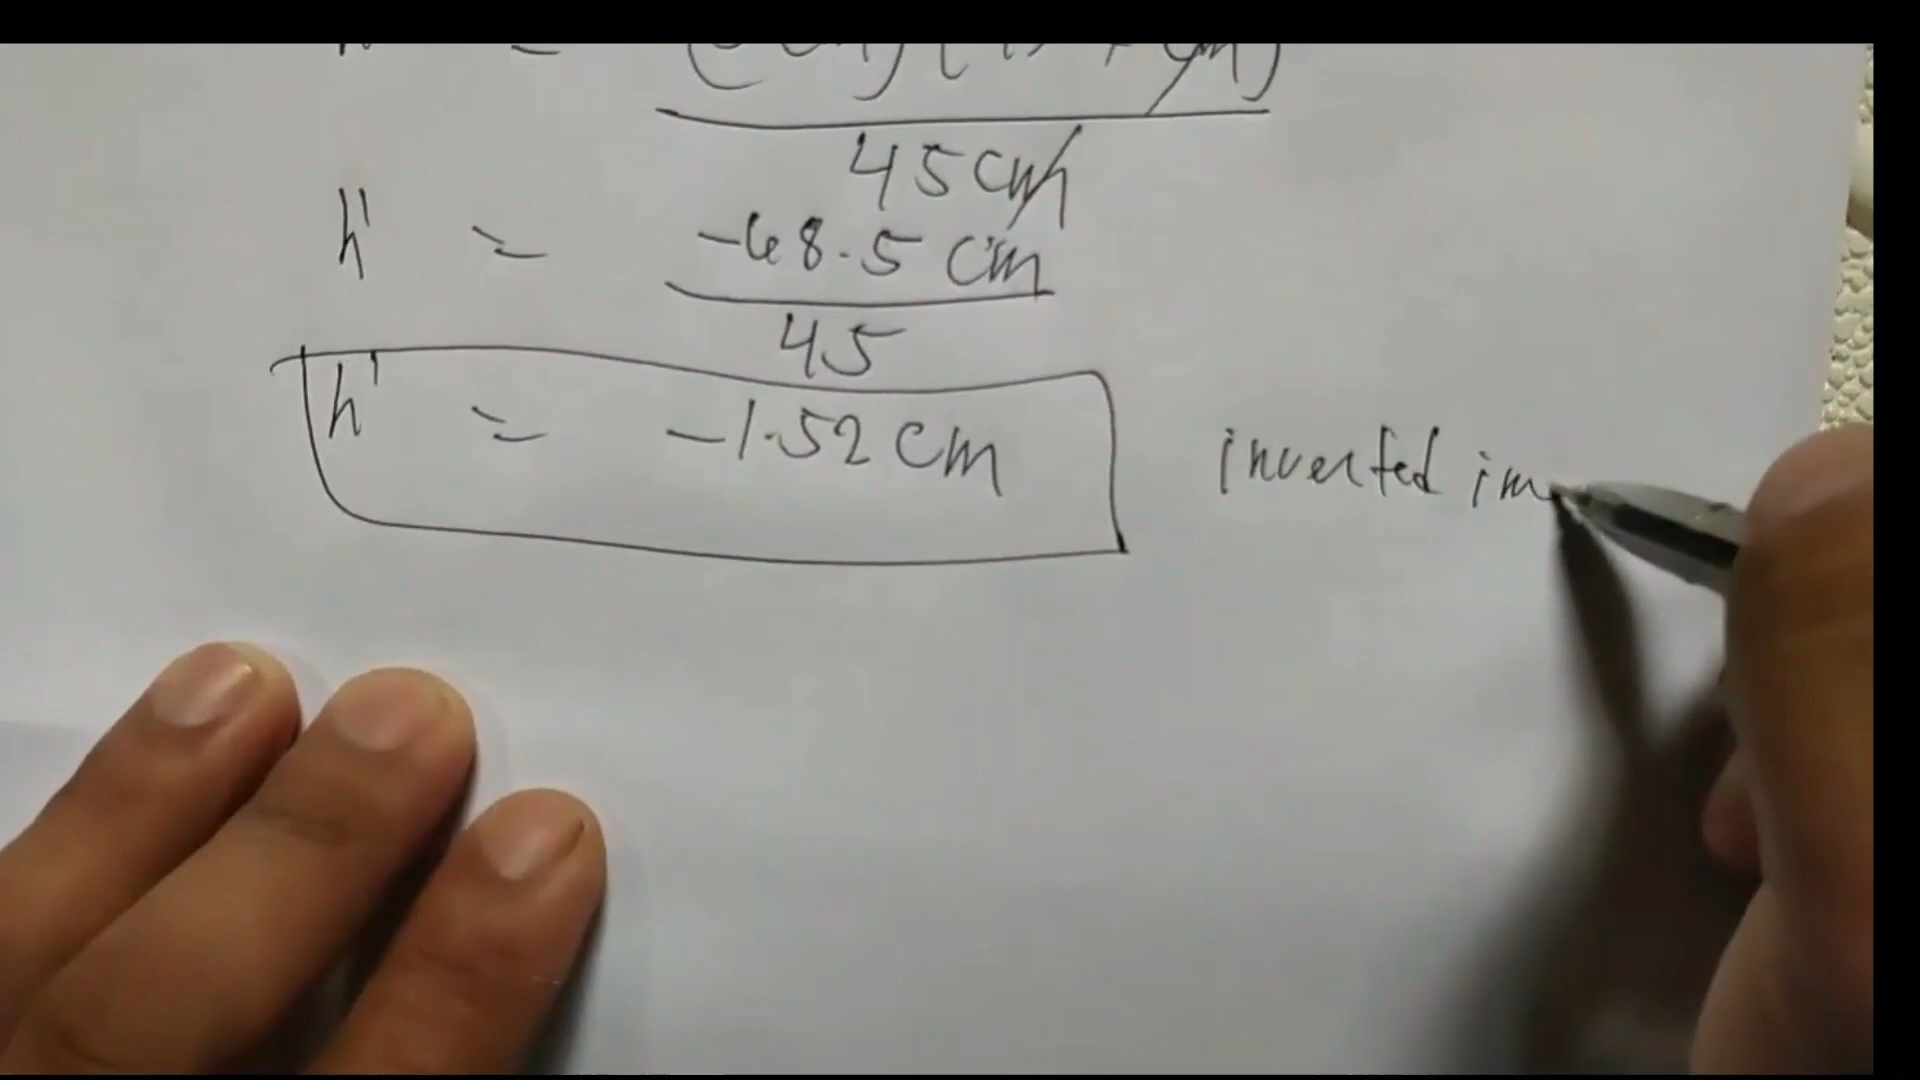 45 cm
h' = -68.5 cm
45
h' = -1.52 cm inverted im